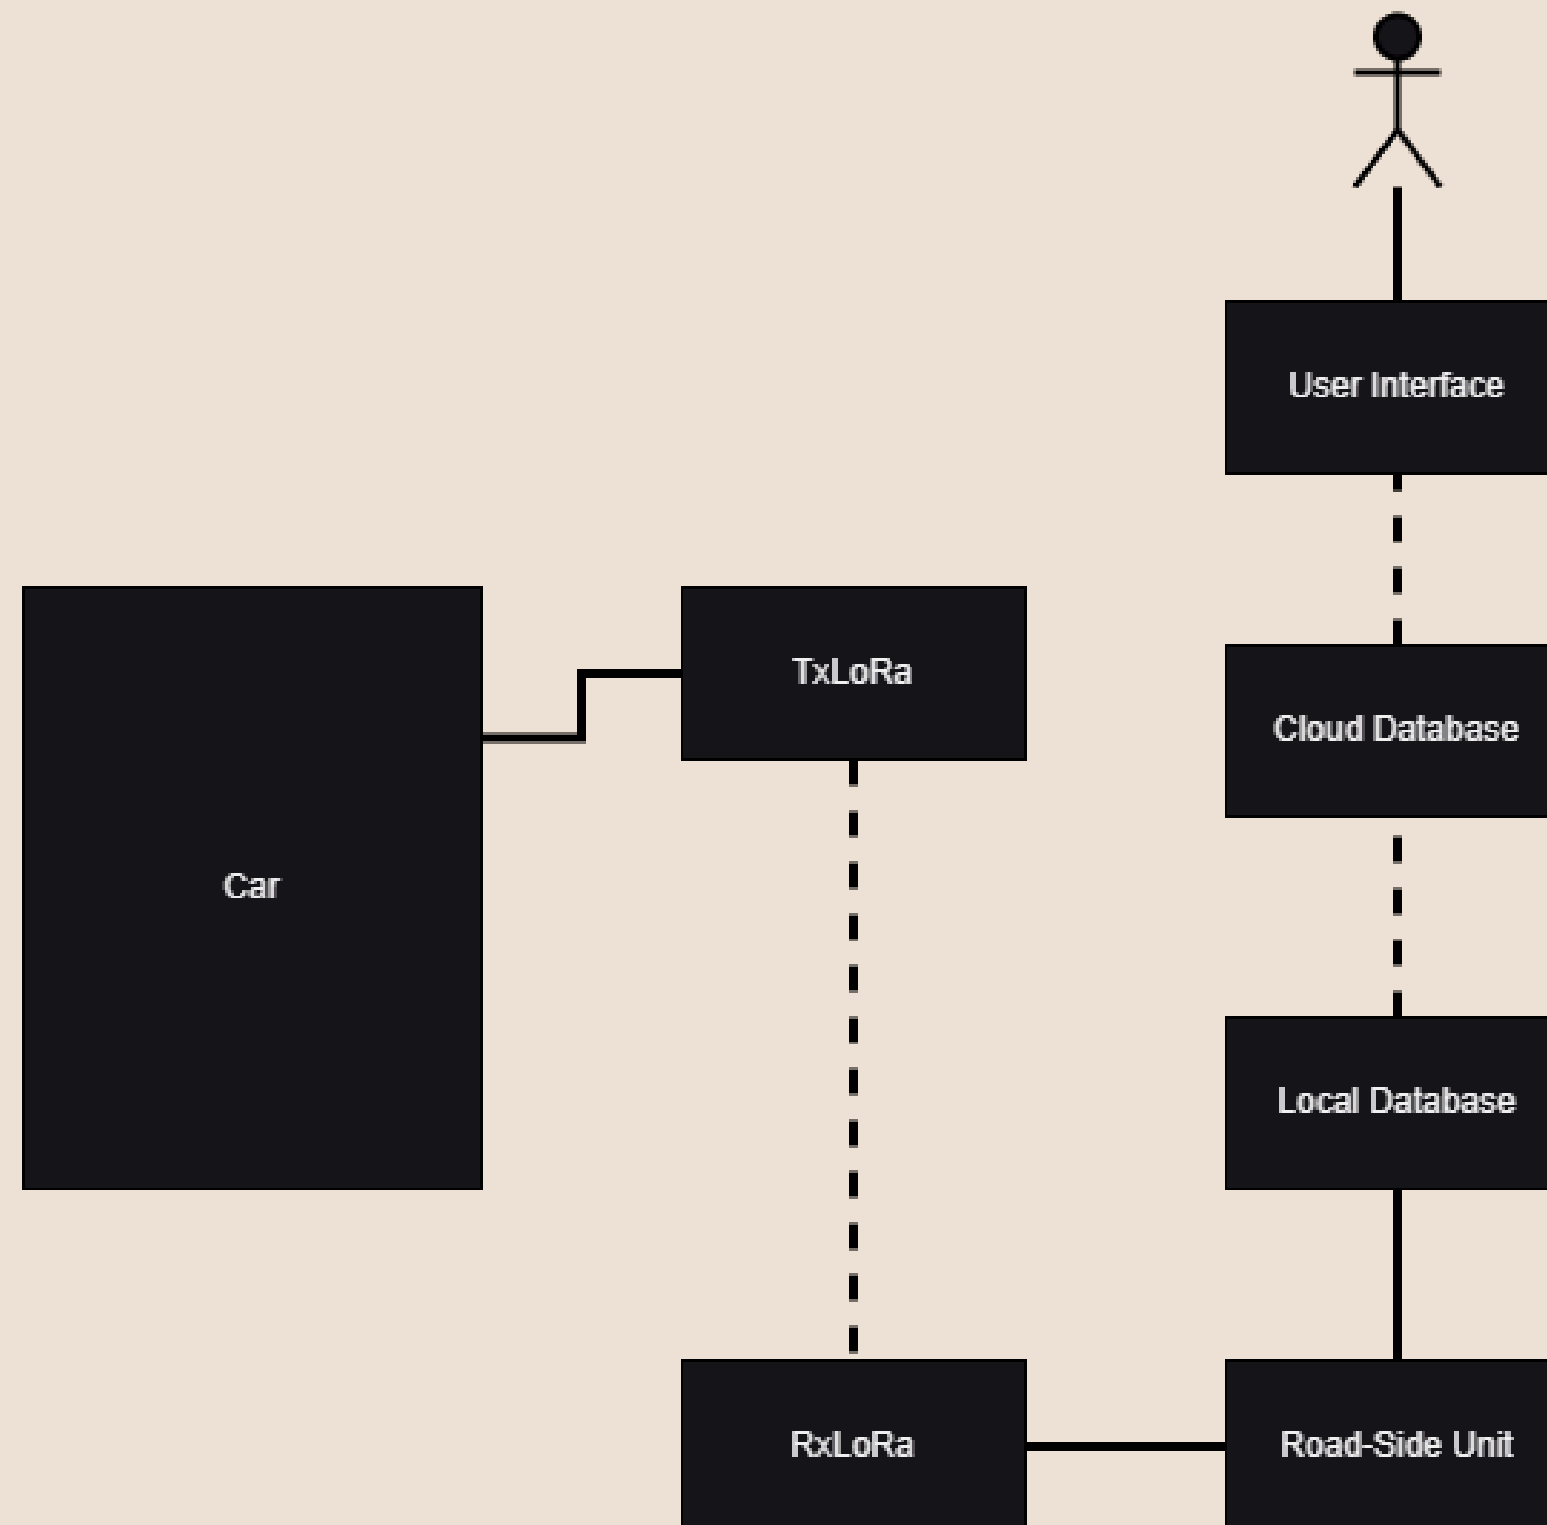 User Interface
TxLoRa
Cloud Database
Car
Local Database
RxLoRa
Road-Side Unit